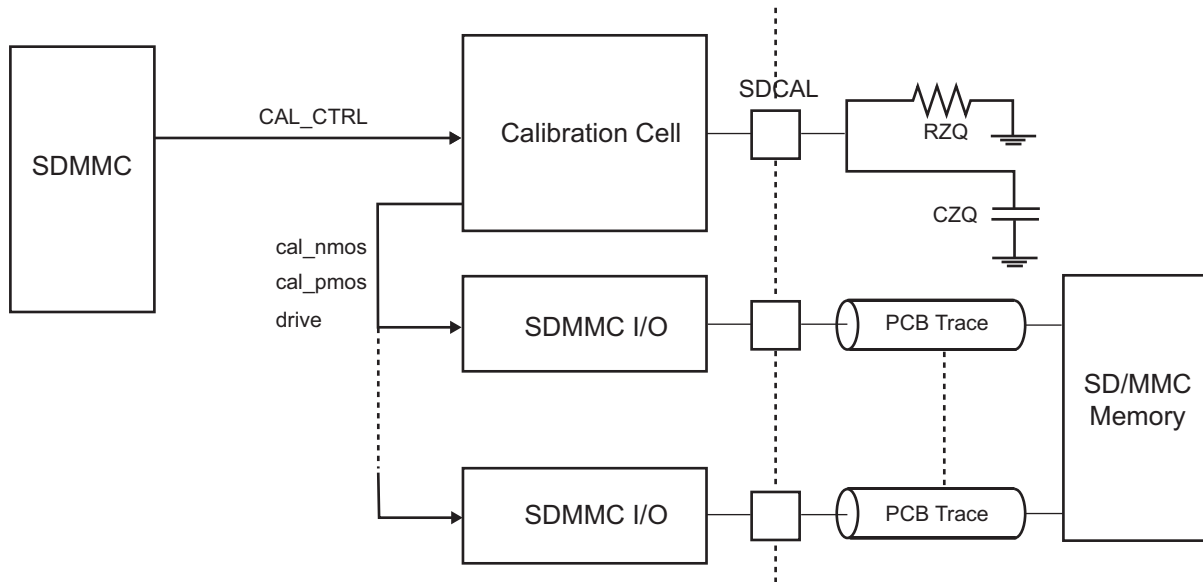 SDCAL
CAL_CTRL
SDMMC
Calibration Cell
RZQ
CZQ
cal_nmos
cal_pmos
drive
SDMMC I/O
PCB Trace
SD/MMC
Memory
SDMMC I/O
PCB Trace